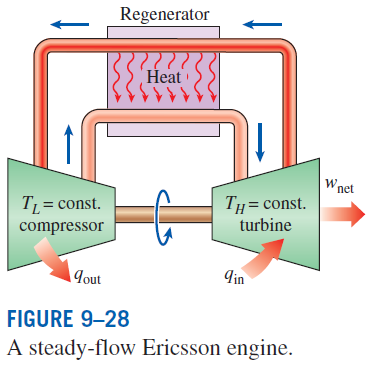 Regenerator
Heat
T_L = const.
compressor
T_H = const.
turbine
w_net
q_out
q_in
FIGURE 9–28
A steady-flow Ericsson engine.